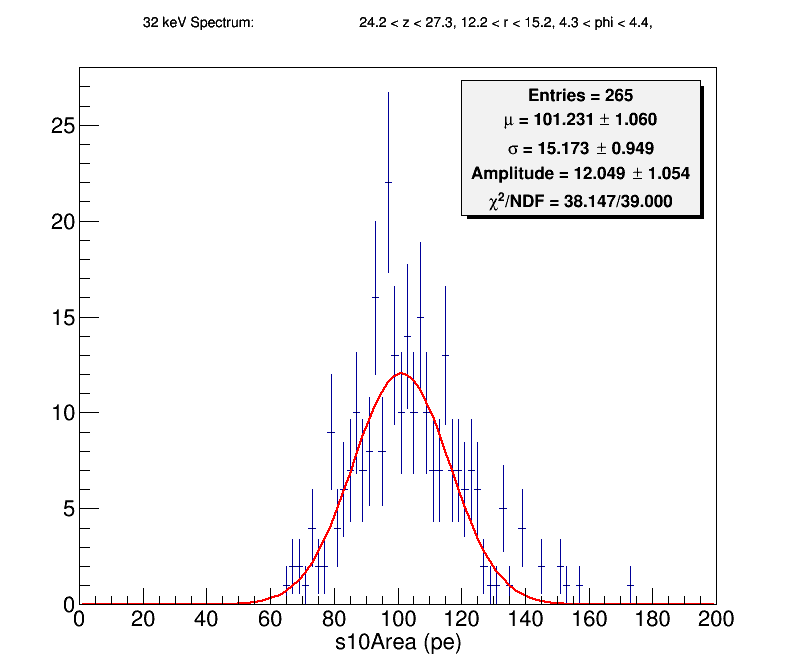 32 keV Spectrum: 24.2 < z < 27.3, 12.2 < r < 15.2, 4.3 < phi < 4.4,
Entries = 265
μ = 101.231 ± 1.060
σ = 15.173 ± 0.949
Amplitude = 12.049 ± 1.054
χ²/NDF = 38.147/39.000
25
20
15
10
5
0
0 20 40 60 80 100 120 140 160 180 200
s10Area (pe)